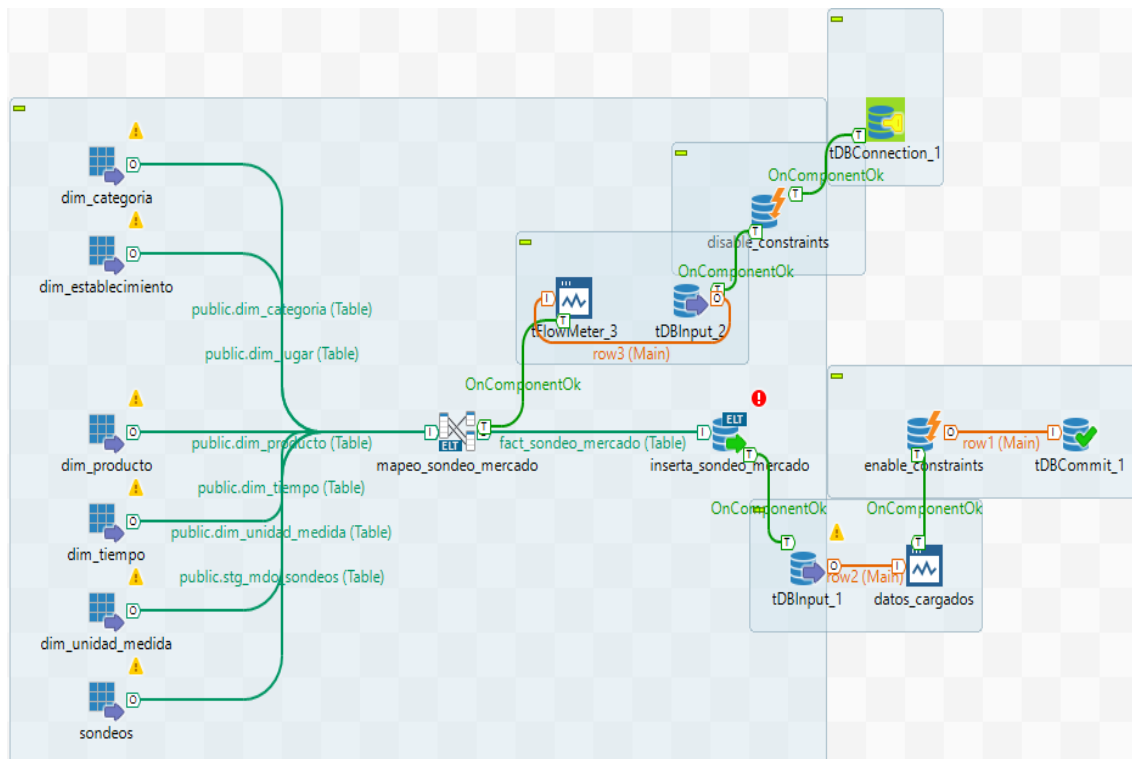 tDBConnection_1
OnComponentOk
disable_constraints
OnComponentOk
tFlowMeter_3
tDBInput_2
row3 (Main)
OnComponentOk
dim_categoria
dim_establecimiento
public.dim_categoria (Table)
public.dim_lugar (Table)
dim_producto
public.dim_producto (Table)
ELT
mapeo_sondeo_mercado
fact_sondeo_mercado (Table)
ELT
inserta_sondeo_mercado
enable_constraints
row1 (Main)
tDBCommit_1
public.dim_tiempo (Table)
dim_tiempo
public.dim_unidad_medida (Table)
OnComponentOk
OnComponentOk
public.stg_mdo_sondeos (Table)
row2 (Main)
tDBInput_1
datos_cargados
dim_unidad_medida
sondeos